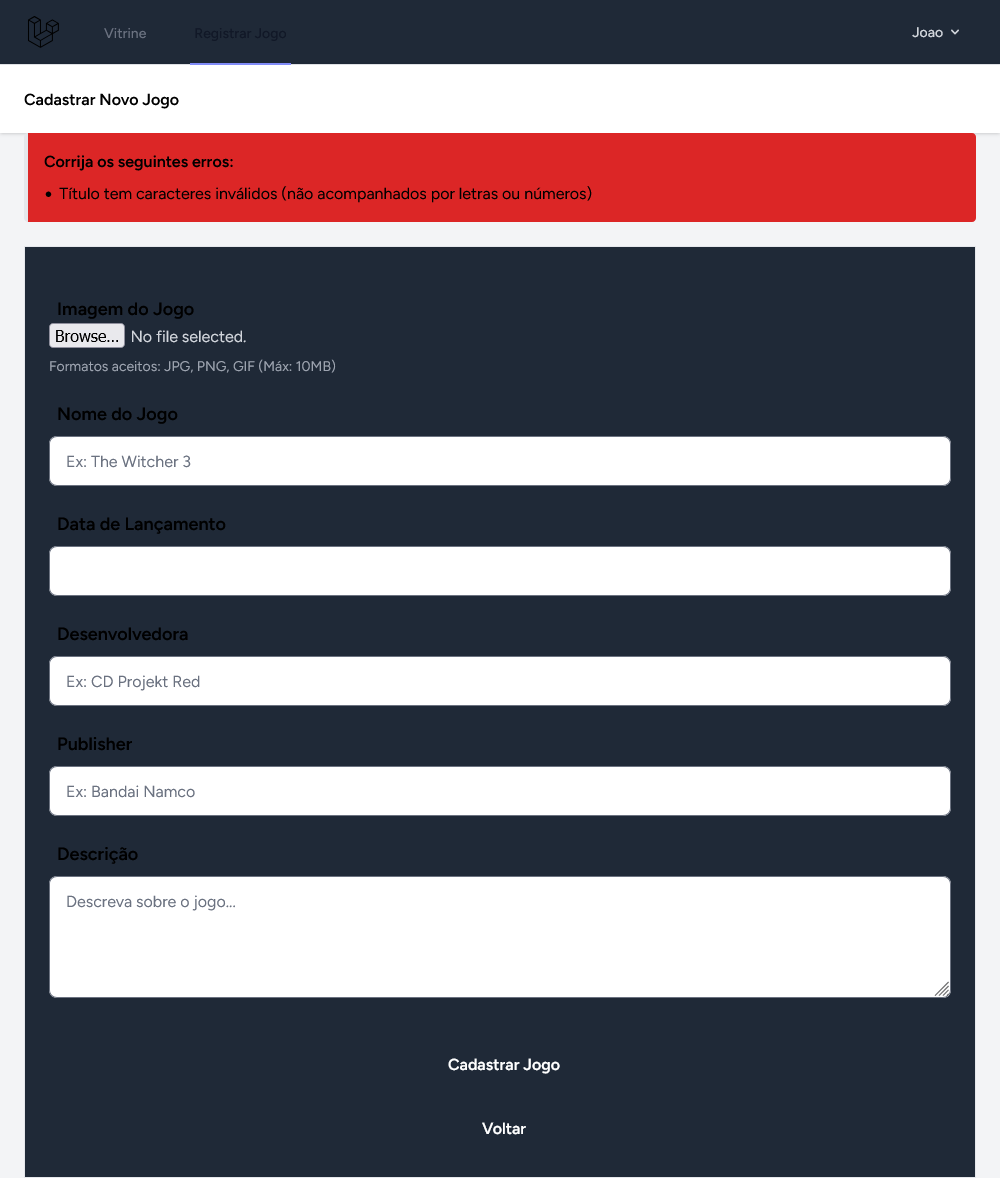 Vitrine
Registrar Jogo
Joao
Cadastrar Novo Jogo
Corrija os seguintes erros:
• Título tem caracteres inválidos (não acompanhados por letras ou números)
Imagem do Jogo
Browse... No file selected.
Formatos aceitos: JPG, PNG, GIF (Máx: 10MB)
Nome do Jogo
Ex: The Witcher 3
Data de Lançamento
Desenvolvedora
Ex: CD Projekt Red
Publisher
Ex: Bandai Namco
Descrição
Descreva sobre o jogo...
Cadastrar Jogo
Voltar